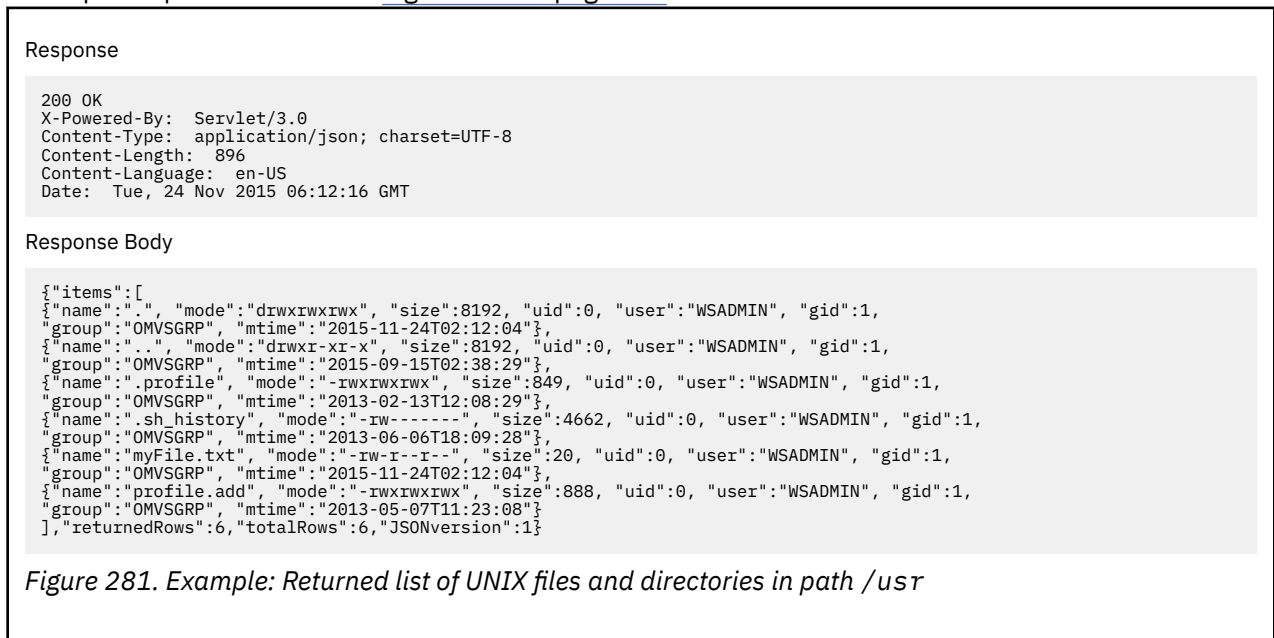 Response
200 OK
X-Powered-By:  Servlet/3.0
Content-Type:  application/json; charset=UTF-8
Content-Length:  896
Content-Language:  en-US
Date:  Tue, 24 Nov 2015 06:12:16 GMT
Response Body
{"items":[
{"name":".", "mode":"drwxrwxrwx", "size":8192, "uid":0, "user":"WSADMIN", "gid":1,
"group":"OMVSGRP", "mtime":"2015-11-24T02:12:04"},
{"name":"..", "mode":"drwxr-xr-x", "size":8192, "uid":0, "user":"WSADMIN", "gid":1,
"group":"OMVSGRP", "mtime":"2015-09-15T02:38:29"},
{"name":".profile", "mode":"-rwxrwxrwx", "size":849, "uid":0, "user":"WSADMIN", "gid":1,
"group":"OMVSGRP", "mtime":"2013-02-13T12:08:29"},
{"name":".sh_history", "mode":"-rw-------", "size":4662, "uid":0, "user":"WSADMIN", "gid":1,
"group":"OMVSGRP", "mtime":"2013-06-06T18:09:28"},
{"name":"myFile.txt", "mode":"-rw-r--r--", "size":20, "uid":0, "user":"WSADMIN", "gid":1,
"group":"OMVSGRP", "mtime":"2015-11-24T02:12:04"},
{"name":"profile.add", "mode":"-rwxrwxrwx", "size":888, "uid":0, "user":"WSADMIN", "gid":1,
"group":"OMVSGRP", "mtime":"2013-05-07T11:23:08"}
],"returnedRows":6,"totalRows":6,"JSONversion":1}
Figure 281. Example: Returned list of UNIX files and directories in path /usr